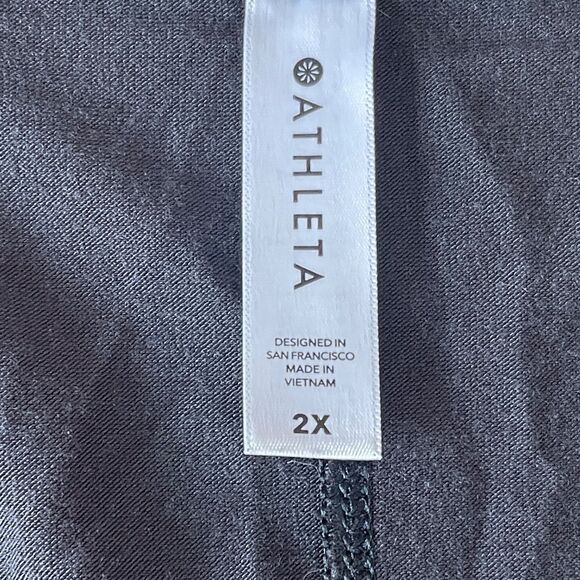 ATHLETA
DESIGNED IN
SAN FRANCISCO
MADE IN
VIETNAM
2X